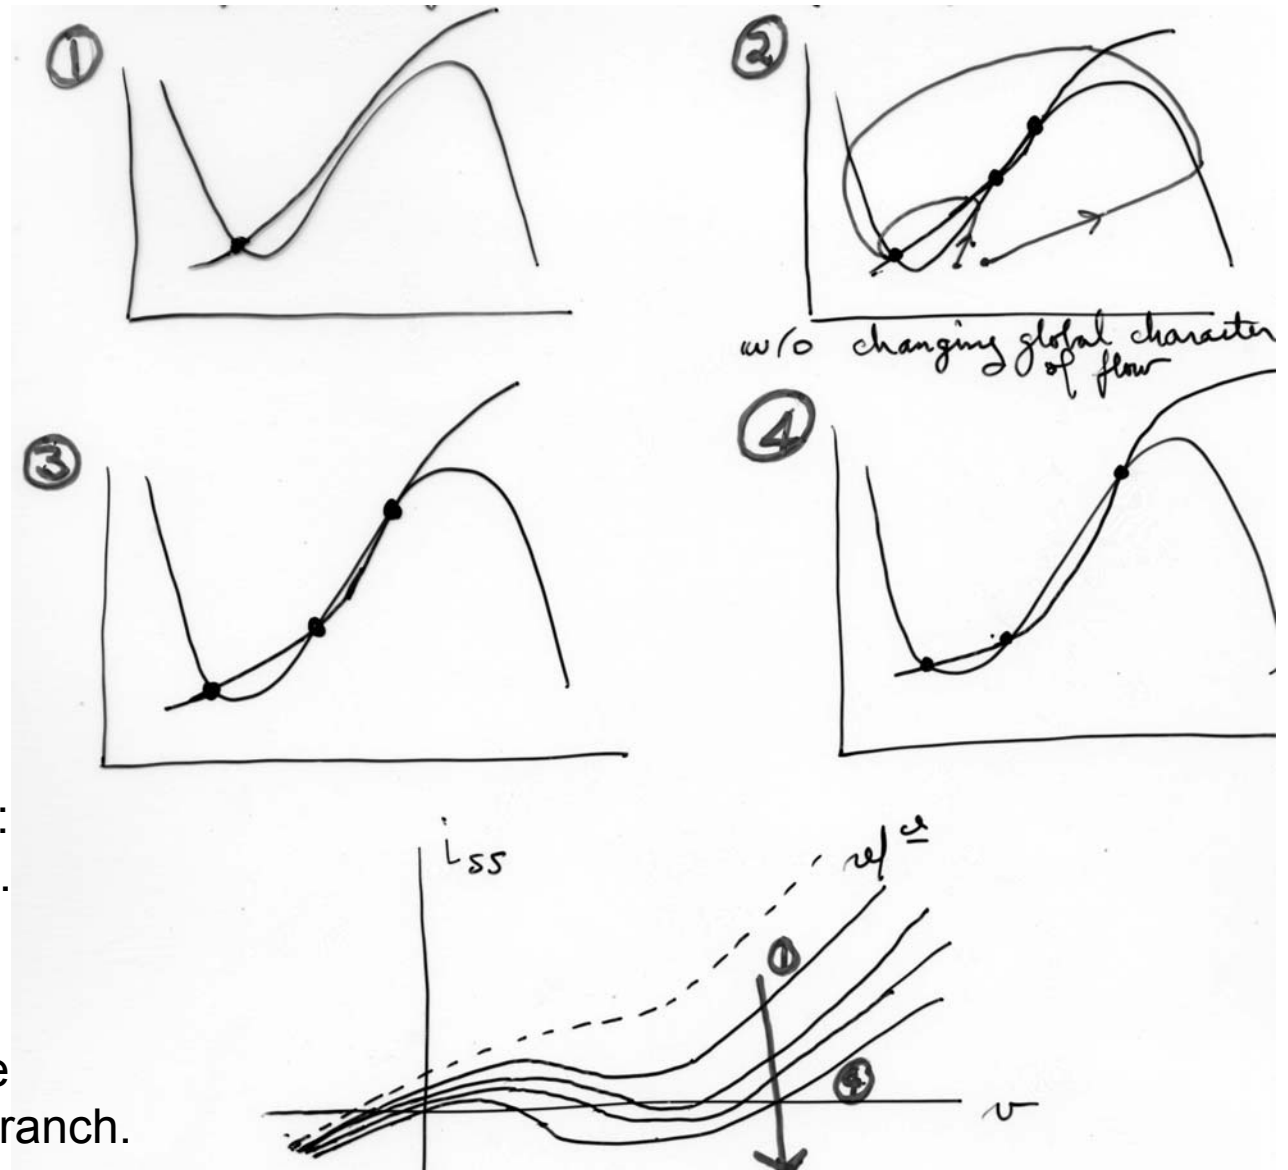 ①
②
w/o changing global character
of flow
③
④
:
.
iss
ref
①
④
v
e
ranch.